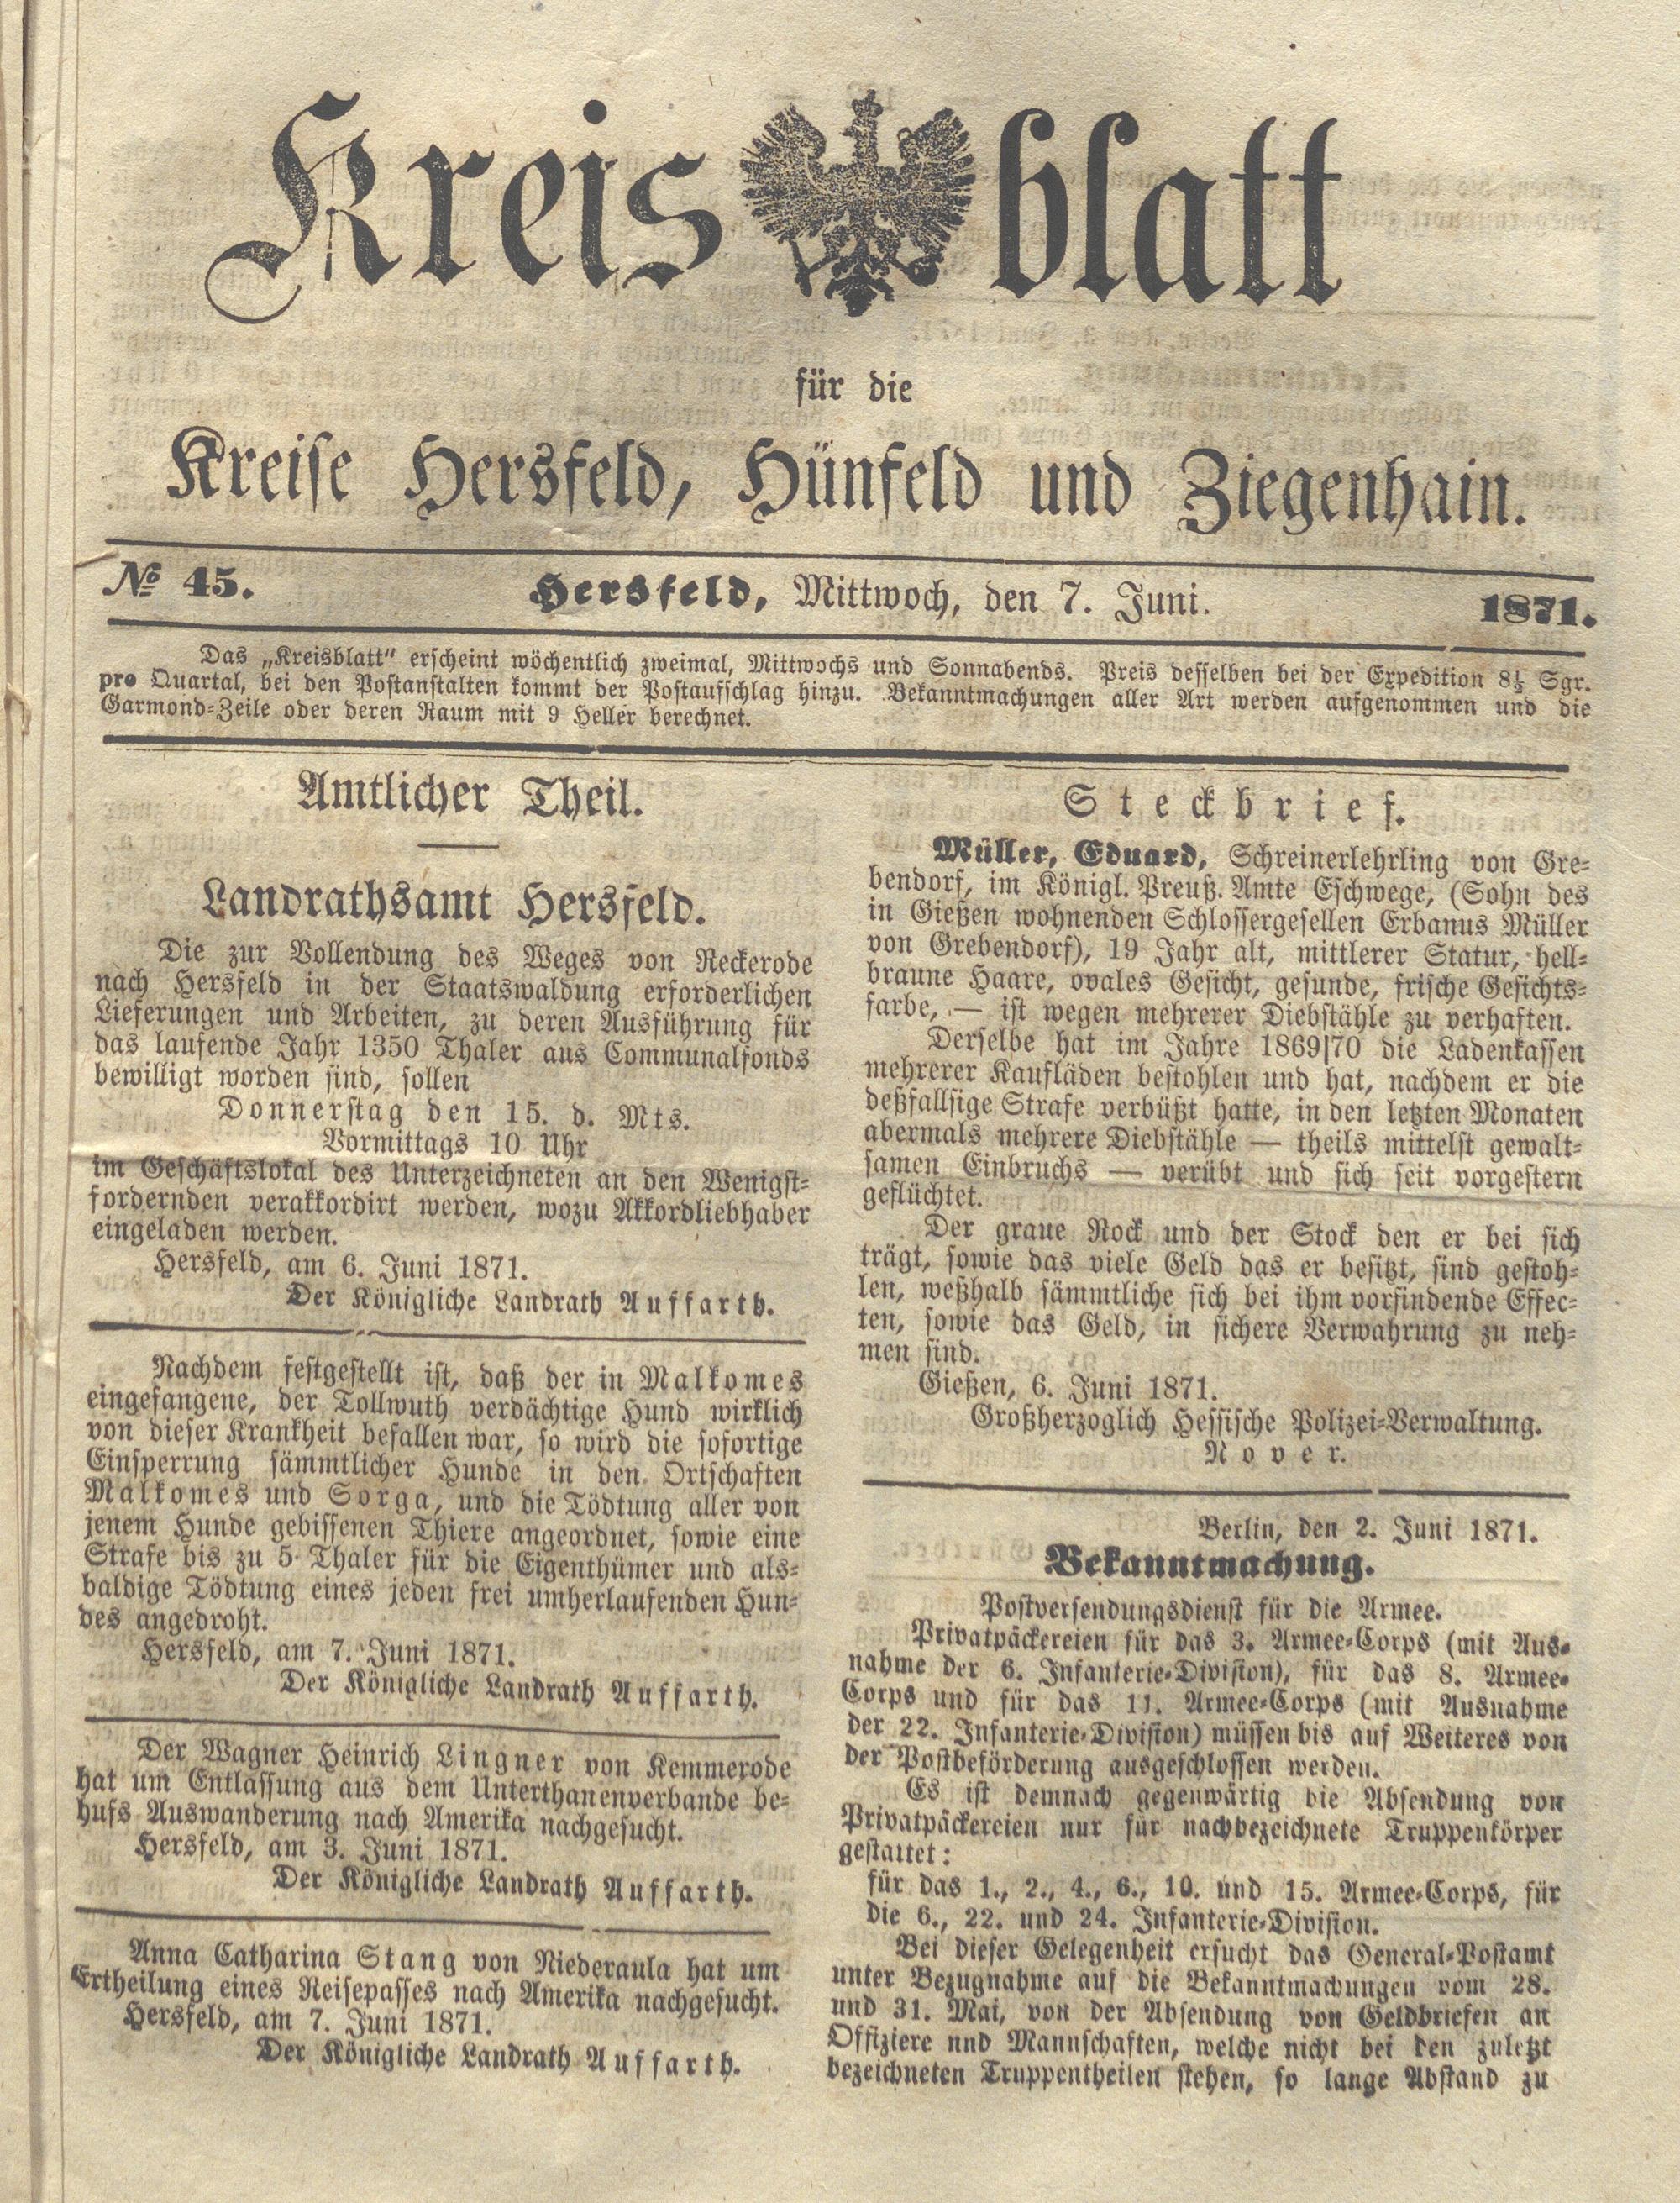 Kreis blatt
für die
Kreise Hersfeld, Hünfeld und Ziegenhain.
№ 45. Hersfeld, Mittwoch, den 7. Juni. 1871.
Das „Kreisblatt“ erscheint wöchentlich zweimal, Mittwochs und Sonnabends. Preis desselben bei der Expedition 8½ Sgr.
pro Quartal, bei den Postanstalten kommt der Postaufschlag hinzu. Bekanntmachungen aller Art werden aufgenommen und die
Garmond-Zeile oder deren Raum mit 9 Heller berechnet.
Amtlicher Theil.
Landrathsamt Hersfeld.
Die zur Vollendung des Weges von Reckerode
nach Hersfeld in der Staatswaldung erforderlichen
Lieferungen und Arbeiten, zu deren Ausführung für
das laufende Jahr 1350 Thaler aus Communalfonds
bewilligt worden sind, sollen
Donnerstag den 15. d. Mts.
Vormittags 10 Uhr
im Geschäftslokal des Unterzeichneten an den Wenigst-
fordernden verakkordirt werden, wozu Akkordliebhaber
eingeladen werden.
Hersfeld, am 6. Juni 1871.
Der Königliche Landrath Auffarth.
Nachdem festgestellt ist, daß der in Malkomes
eingefangene, der Tollwuth verdächtige Hund wirklich
von dieser Krankheit befallen war, so wird die sofortige
Einsperrung sämmtlicher Hunde in den Ortschaften
Malkomes und Sorga, und die Tödtung aller von
jenem Hunde gebissenen Thiere angeordnet, sowie eine
Strafe bis zu 5 Thaler für die Eigenthümer und als-
baldige Tödtung eines jeden frei umherlaufenden Hun-
des angedroht.
Hersfeld, am 7. Juni 1871.
Der Königliche Landrath Auffarth.
Der Wagner Heinrich Lingner von Kemmerode
hat um Entlassung aus dem Unterthanenverbande be-
hufs Auswanderung nach Amerika nachgesucht.
Hersfeld, am 3. Juni 1871.
Der Königliche Landrath Auffarth.
Anna Catharina Stang von Niederaula hat um
Ertheilung eines Reisepasses nach Amerika nachgesucht.
Hersfeld, am 7. Juni 1871.
Der Königliche Landrath Auffarth.
Steckbrief.
Müller, Eduard, Schreinerlehrling von Gre-
bendorf, im Königl. Preuß. Amte Eschwege, (Sohn des
in Gießen wohnenden Schlossergesellen Erbanus Müller
von Grebendorf), 19 Jahr alt, mittlerer Statur, hell-
braune Haare, ovales Gesicht, gesunde, frische Gesichts-
farbe, — ist wegen mehrerer Diebstähle zu verhaften.
Derselbe hat im Jahre 1869|70 die Ladenkassen
mehrerer Kaufläden bestohlen und hat, nachdem er die
deßfallsige Strafe verbüßt hatte, in den letzten Monaten
abermals mehrere Diebstähle — theils mittelst gewalt-
samen Einbruchs — verübt und sich seit vorgestern
geflüchtet.
Der graue Rock und der Stock den er bei sich
trägt, sowie das viele Geld das er besitzt, sind gestoh-
len, weßhalb sämmtliche sich bei ihm vorfindende Effec-
ten, sowie das Geld, in sichere Verwahrung zu neh-
men sind.
Gießen, 6. Juni 1871.
Großherzoglich Hessische Polizei-Verwaltung.
Nover.
Berlin, den 2. Juni 1871.
Bekanntmachung.
Postversendungsdienst für die Armee.
Privatpäckereien für das 3. Armee-Corps (mit Aus-
nahme der 6. Infanterie-Division), für das 8. Armee-
Corps und für das 11. Armee-Corps (mit Ausnahme
der 22. Infanterie-Division) müssen bis auf Weiteres von
der Postbeförderung ausgeschlossen werden.
Es ist demnach gegenwärtig die Absendung von
Privatpäckereien nur für nachbezeichnete Truppenkörper
gestattet:
für das 1., 2., 4., 6., 10. und 15. Armee-Corps, für
die 6., 22. und 24. Infanterie-Division.
Bei dieser Gelegenheit ersucht das General-Postamt
unter Bezugnahme auf die Bekanntmachungen vom 28.
und 31. Mai, von der Absendung von Geldbriefen an
Offiziere nnd Mannschaften, welche nicht bei den zuletzt
bezeichneten Truppentheilen stehen, so lange Abstand zu